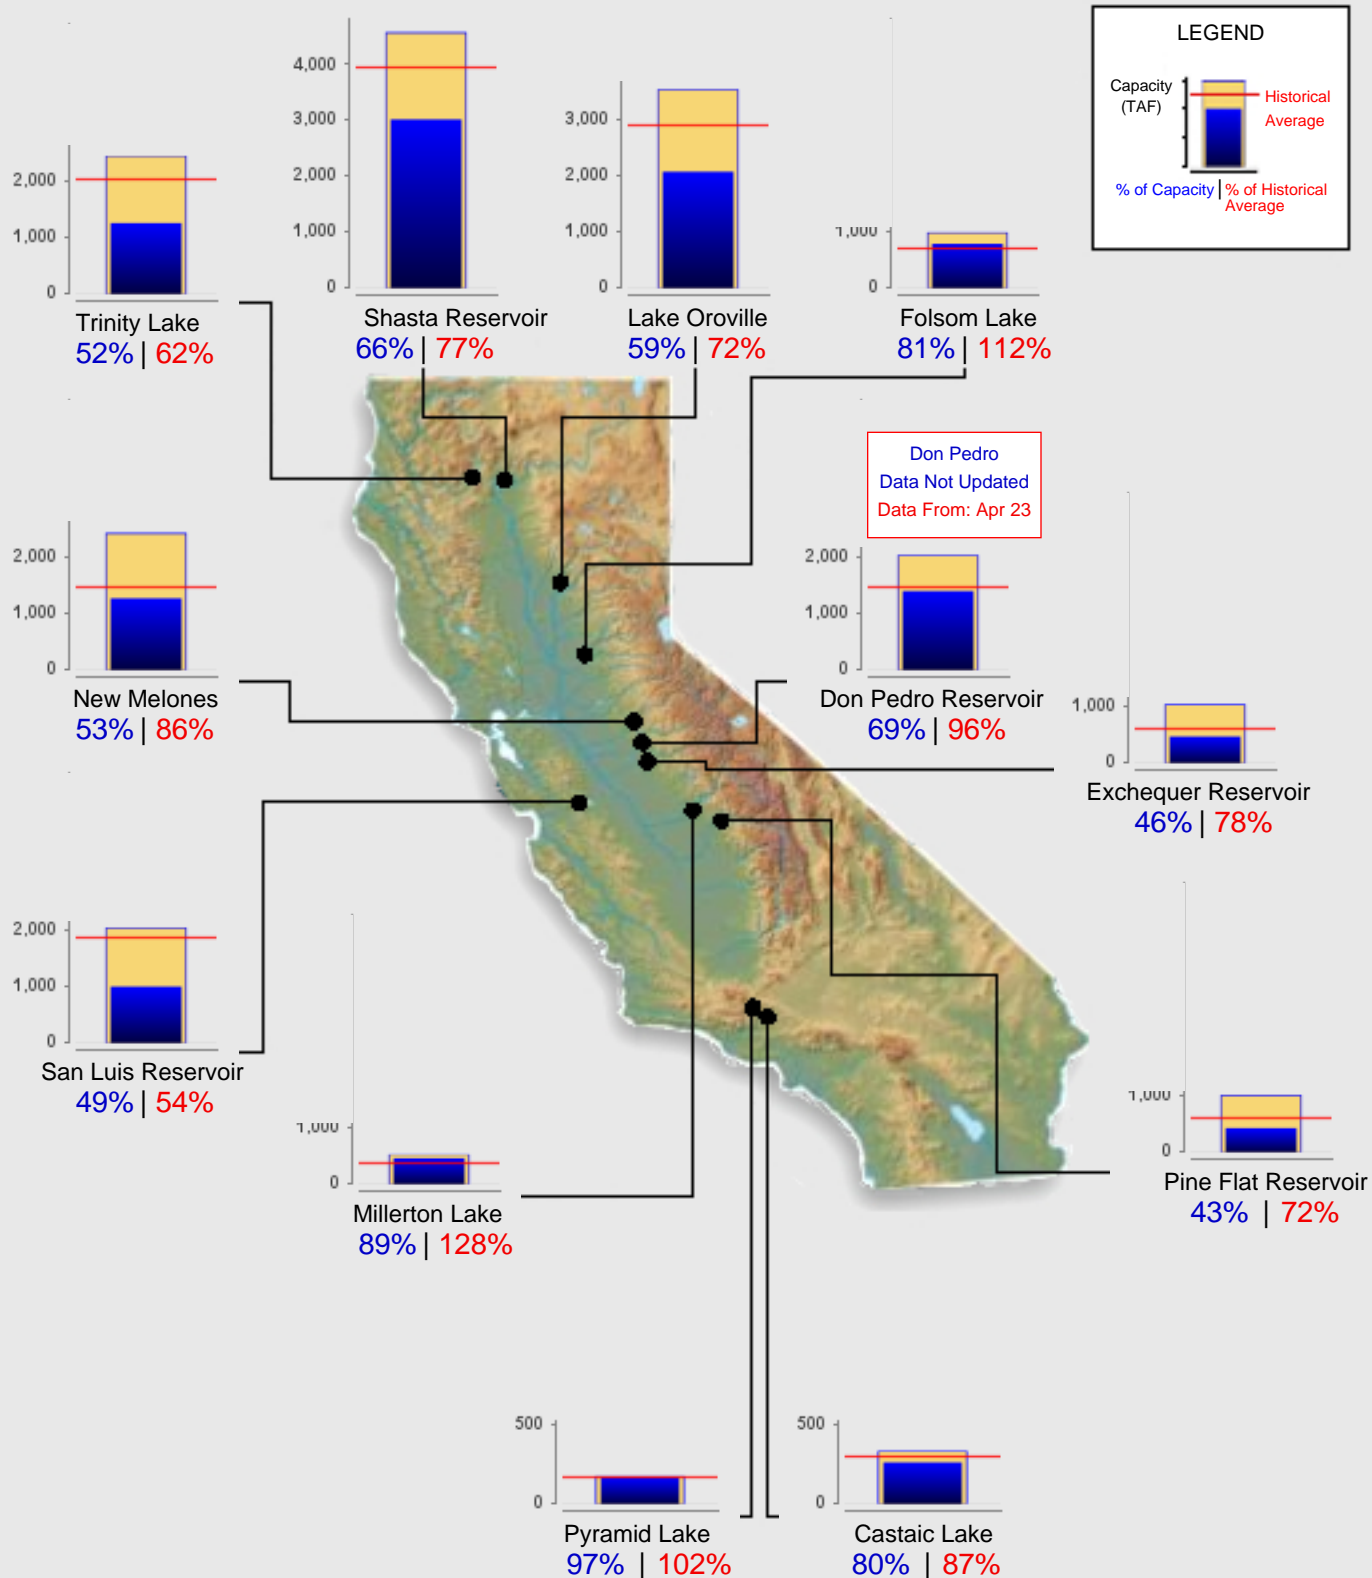 LEGEND
Capacity
(TAF)
Historical
Average
% of Capacity | % of Historical
Average
4,000
3,000
2,000
1,000
0
Shasta Reservoir
66% | 77%
3,000
2,000
1,000
0
Lake Oroville
59% | 72%
2,000
1,000
0
Trinity Lake
52% | 62%
1,000
0
Folsom Lake
81% | 112%
Don Pedro
Data Not Updated
Data From: Apr 23
2,000
1,000
0
New Melones
53% | 86%
2,000
1,000
0
Don Pedro Reservoir
69% | 96%
1,000
0
Exchequer Reservoir
46% | 78%
2,000
1,000
0
San Luis Reservoir
49% | 54%
1,000
0
Millerton Lake
89% | 128%
1,000
0
Pine Flat Reservoir
43% | 72%
500
0
Pyramid Lake
97% | 102%
500
0
Castaic Lake
80% | 87%